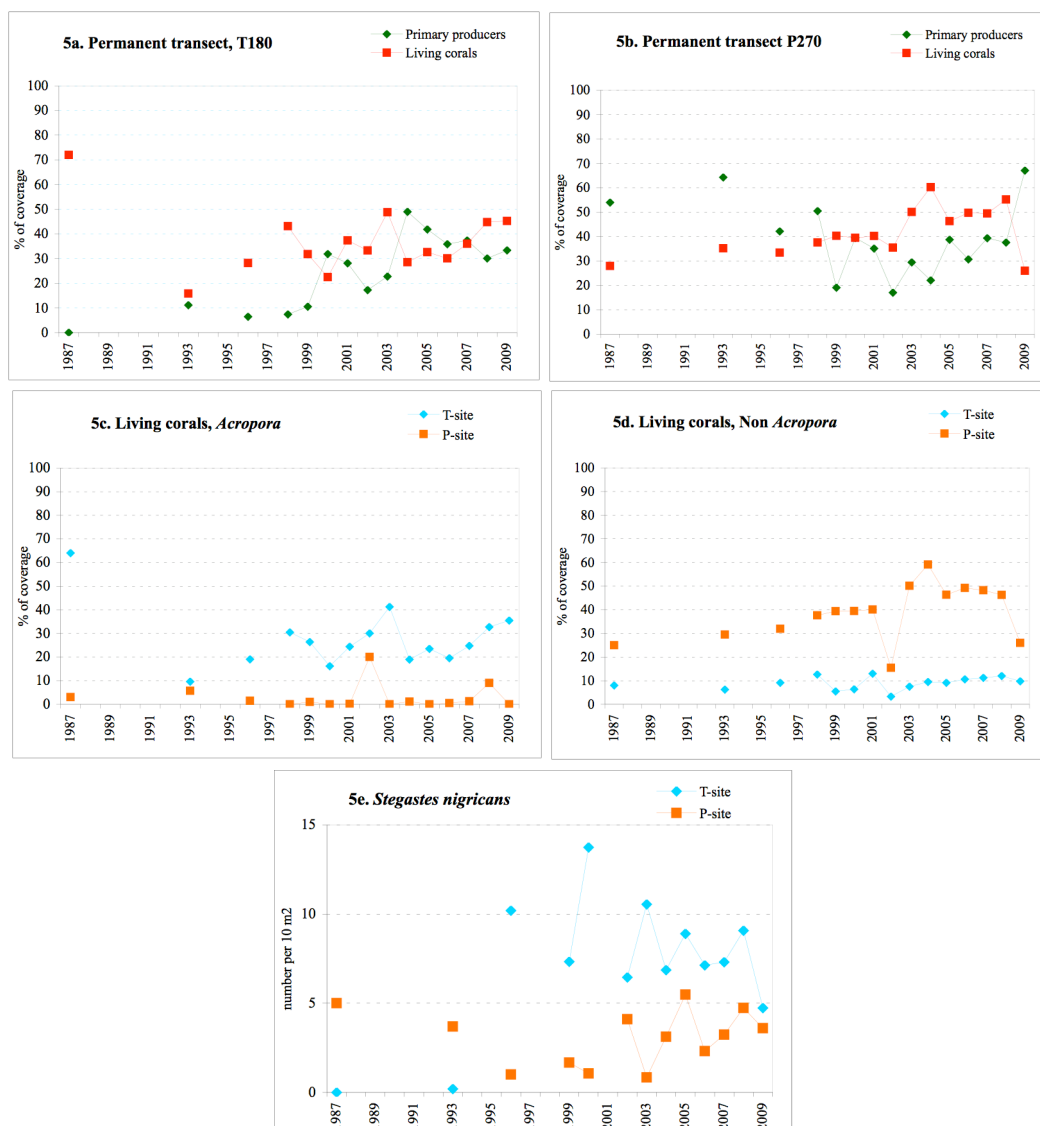 5a. Permanent transect, T180
Primary producers
Living corals
100
90
80
70
60
50
40
30
20
10
0
% of coverage
1987 1989 1991 1993 1995 1997 1999 2001 2003 2005 2007 2009
5b. Permanent transect P270
Primary producers
Living corals
100
90
80
70
60
50
40
30
20
10
0
% of coverage
1987 1989 1991 1993 1995 1997 1999 2001 2003 2005 2007 2009
5c. Living corals, Acropora
T-site
P-site
100
90
80
70
60
50
40
30
20
10
0
% of coverage
1987 1989 1991 1993 1995 1997 1999 2001 2003 2005 2007 2009
5d. Living corals, Non Acropora
T-site
P-site
100
90
80
70
60
50
40
30
20
10
0
% of coverage
1987 1989 1991 1993 1995 1997 1999 2001 2003 2005 2007 2009
5e. Stegastes nigricans
T-site
P-site
15
10
5
0
number per 10 m2
987 989 991 993 995 997 999 2001 2003 2005 2007 2009